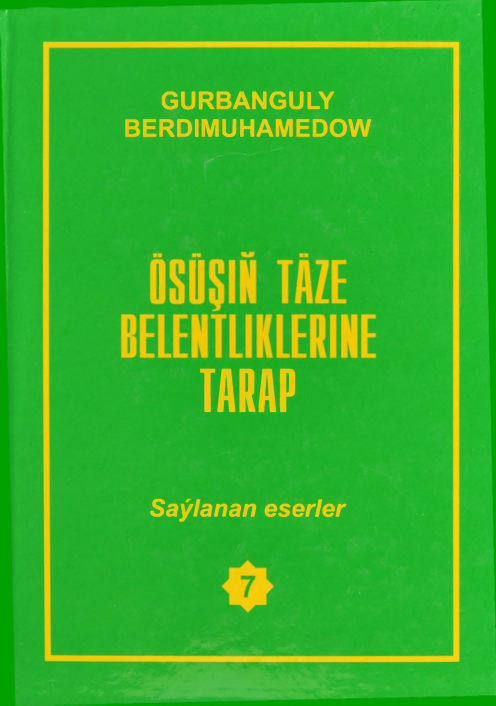 GURBANGULY
BERDIMUHAMEDOW
ÖSÜŞIŇ TÄZE
BELENTLIKLERINE
TARAP
Saýlanan eserler
7